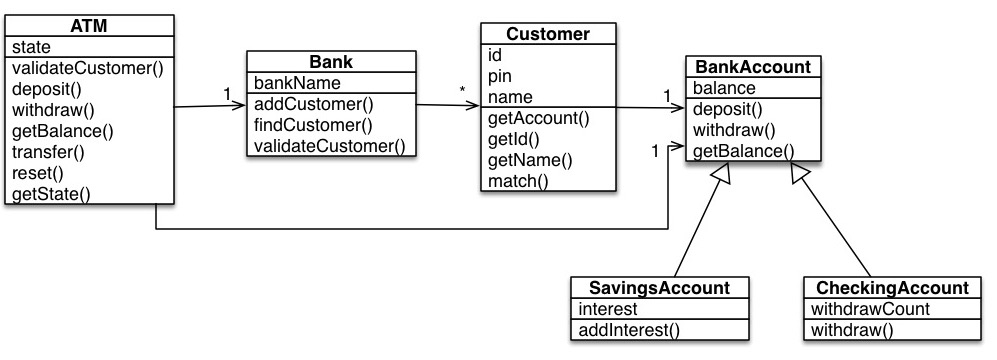 ATM
state
validateCustomer()
deposit()
withdraw()
getBalance()
transfer()
reset()
getState()
1
Bank
bankName
addCustomer()
findCustomer()
validateCustomer()
*
Customer
id
pin
name
getAccount()
getId()
getName()
match()
1
1
BankAccount
balance
deposit()
withdraw()
getBalance()
SavingsAccount
interest
addInterest()
CheckingAccount
withdrawCount
withdraw()